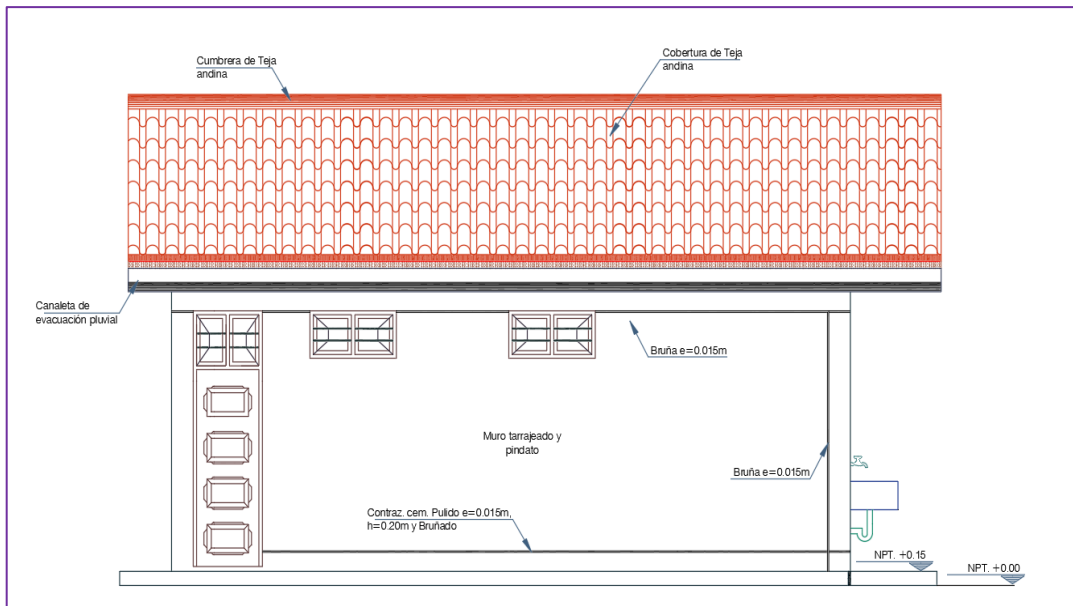 Cumbrera de Teja
andina
Cobertura de Teja
andina
Canaleta de
evacuación pluvial
Bruña e=0.015m
Muro tarrajeado y
pindato
Bruña e=0.015m
Contraz. cem. Pulido e=0.015m,
h=0.20m y Bruñado
NPT. +0.15
NPT. +0.00